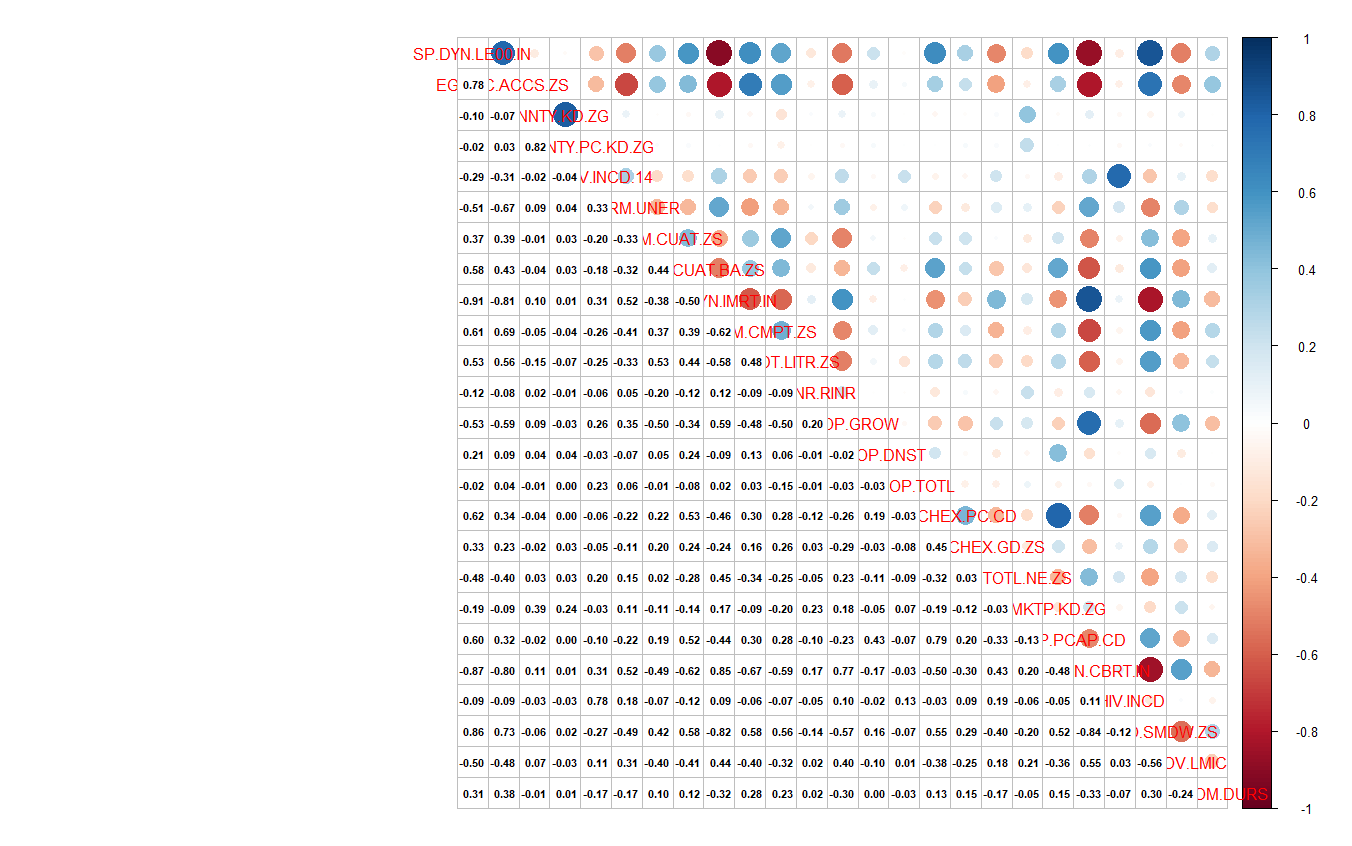 SP.DYN.LE00.IN 1
0.78 C.ACCS.ZS
-0.10 -0.07 NNTY.KD.ZG 0.8
-0.02 0.03 0.82 NTY.PC.KD.ZG
-0.29 -0.31 -0.02 -0.04 V.INCD.14
-0.51 -0.67 0.09 0.04 0.33 RM.UNER 0.6
0.37 0.39 -0.01 0.03 -0.20 -0.33 M.CUAT.ZS
0.58 0.43 -0.04 0.03 -0.18 -0.32 0.44 CUAT.BA.ZS 0.4
-0.91 -0.81 0.10 0.01 0.31 0.52 -0.38 -0.50 YN.IMRT.IN
0.61 0.69 -0.05 -0.04 -0.26 -0.41 0.37 0.39 -0.62 M.CMPT.ZS 0.2
0.53 0.56 -0.15 -0.07 -0.25 -0.33 0.53 0.44 -0.58 0.48 OT.LITR.ZS
-0.12 -0.08 0.02 -0.01 -0.06 0.05 -0.20 -0.12 0.12 -0.09 -0.09 NR.RINR
-0.53 -0.59 0.09 -0.03 0.26 0.35 -0.50 -0.34 0.59 -0.48 -0.50 0.20 OP.GROW 0
0.21 0.09 0.04 0.04 -0.03 -0.07 0.05 0.24 -0.09 0.13 0.06 -0.01 -0.02 OP.DNST
-0.02 0.04 -0.01 0.00 0.23 0.06 -0.01 -0.08 0.02 0.03 -0.15 -0.01 -0.03 -0.03 OP.TOTL -0.2
0.62 0.34 -0.04 0.00 -0.06 -0.22 0.22 0.53 -0.46 0.30 0.28 -0.12 -0.26 0.19 -0.03 CHEX.PC.CD
0.33 0.23 -0.02 0.03 -0.05 -0.11 0.20 0.24 -0.24 0.16 0.26 0.03 -0.29 -0.03 -0.08 0.45 CHEX.GD.ZS
-0.48 -0.40 0.03 0.03 0.20 0.15 0.02 -0.28 0.45 -0.34 -0.25 -0.05 0.23 -0.11 -0.09 -0.32 0.03 TOTL.NE.ZS -0.4
-0.19 -0.09 0.39 0.24 -0.03 0.11 -0.11 -0.14 0.17 -0.09 -0.20 0.23 0.18 -0.05 0.07 -0.19 -0.12 -0.03 MKTP.KD.ZG
0.60 0.32 -0.02 0.00 -0.10 -0.22 0.19 0.52 -0.44 0.30 0.28 -0.10 -0.23 0.43 -0.07 0.79 0.20 -0.33 -0.13 P.PCAP.CD -0.6
-0.87 -0.80 0.11 0.01 0.31 0.52 -0.49 -0.62 0.85 -0.67 -0.59 0.17 0.77 -0.17 -0.03 -0.50 -0.30 0.43 0.20 -0.48 N.CBRT.IN
-0.09 -0.09 -0.03 -0.03 0.78 0.18 -0.07 -0.12 0.09 -0.06 -0.07 -0.05 0.10 -0.02 0.13 -0.03 0.09 0.19 -0.06 -0.05 0.11 HIV.INCD
0.86 0.73 -0.06 0.02 -0.27 -0.49 0.42 0.58 -0.82 0.58 0.56 -0.14 -0.57 0.16 -0.07 0.55 0.29 -0.40 -0.20 0.52 -0.84 -0.12 O.SMDW.ZS -0.8
-0.50 -0.48 0.07 -0.03 0.11 0.31 -0.40 -0.41 0.44 -0.40 -0.32 0.02 0.40 -0.10 0.01 -0.38 -0.25 0.18 0.21 -0.36 0.55 0.03 -0.56 OV.LMIC
0.31 0.38 -0.01 0.01 -0.17 -0.17 0.10 0.12 -0.32 0.28 0.23 0.02 -0.30 0.00 -0.03 0.13 0.15 -0.17 -0.05 0.15 -0.33 -0.07 0.30 -0.24 OM.DURS -1